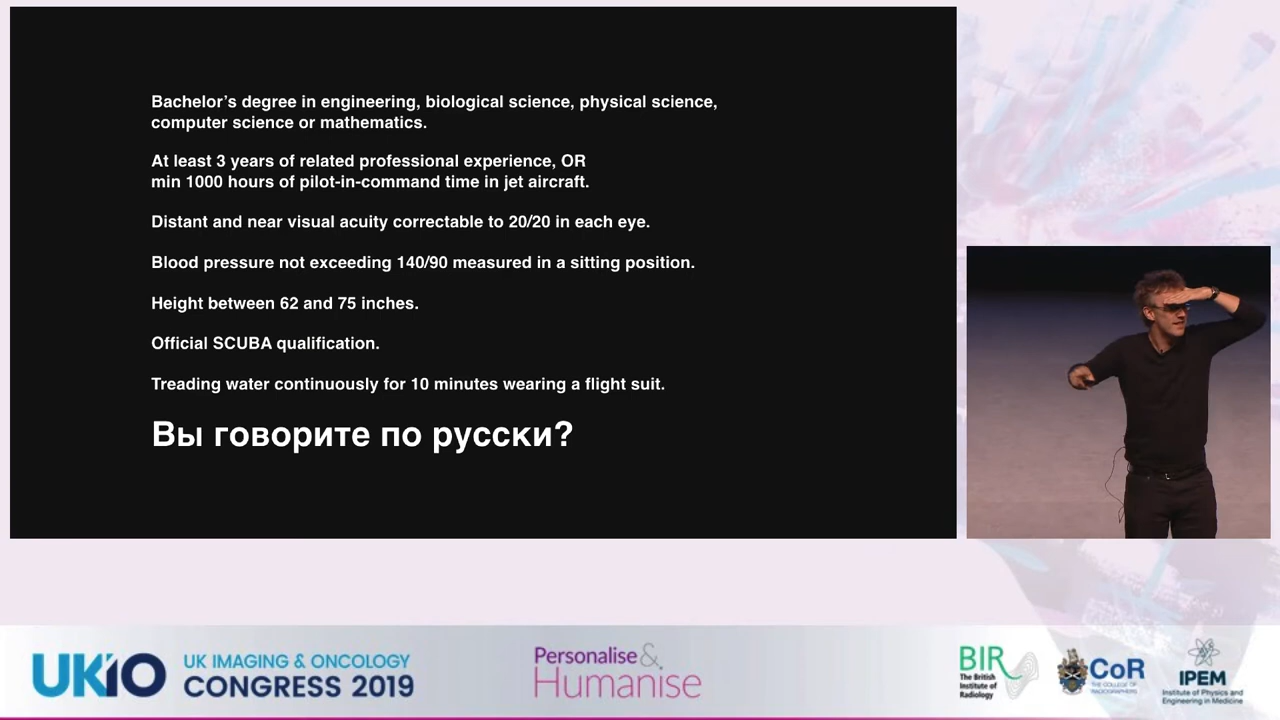 Bachelor’s degree in engineering, biological science, physical science,
computer science or mathematics.
At least 3 years of related professional experience, OR
min 1000 hours of pilot-in-command time in jet aircraft.
Distant and near visual acuity correctable to 20/20 in each eye.
Blood pressure not exceeding 140/90 measured in a sitting position.
Height between 62 and 75 inches.
Official SCUBA qualification.
Treading water continuously for 10 minutes wearing a flight suit.
Вы говорите по русски?
UKiO
UK IMAGING & ONCOLOGY
CONGRESS 2019
Personalise &
Humanise
BIR
The British
Institute of
Radiology
CoR
THE COLLEGE OF
RADIOGRAPHERS
IPEM
Institute of Physics and
Engineering in Medicine